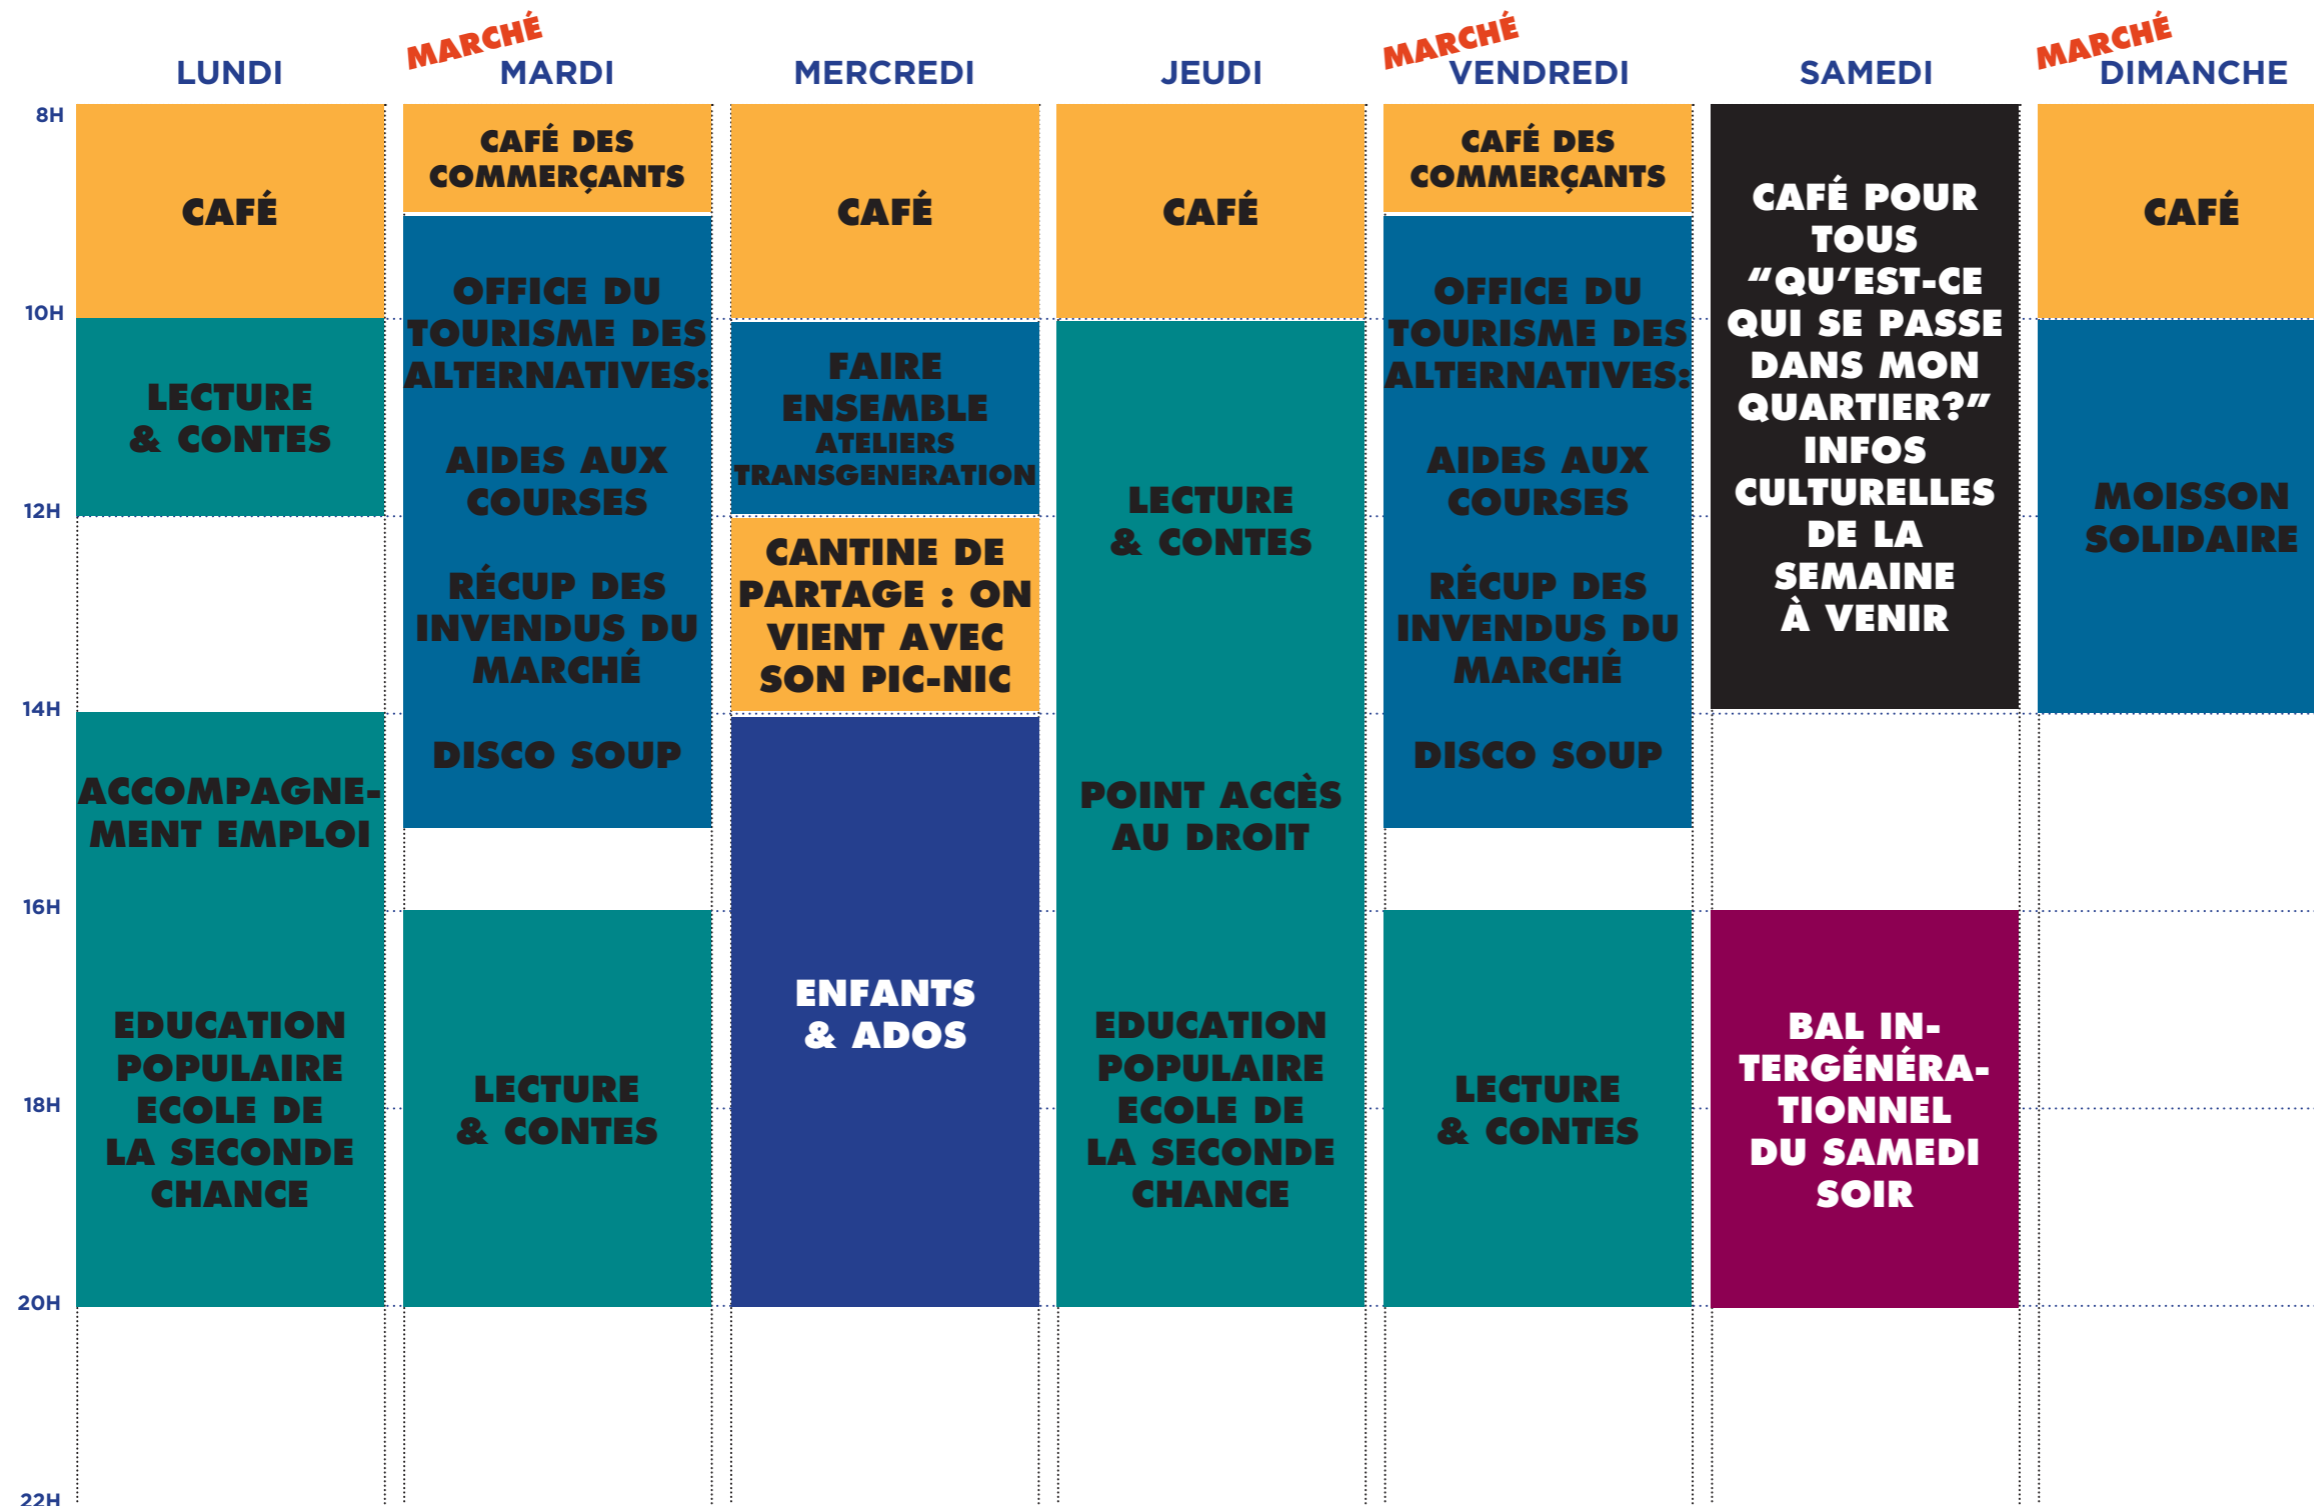 MARCHÉ
MARCHÉ
MARCHÉ
LUNDI
MARDI
MERCREDI
JEUDI
VENDREDI
SAMEDI
DIMANCHE
8H
10H
12H
14H
16H
18H
20H
22H
CAFÉ
LECTURE
& CONTES
ACCOMPAGNE-
MENT EMPLOI
EDUCATION
POPULAIRE
ECOLE DE
LA SECONDE
CHANCE
CAFÉ DES
COMMERÇANTS
OFFICE DU
TOURISME DES
ALTERNATIVES:
AIDES AUX
COURSES
RÉCUP DES
INVENDUS DU
MARCHÉ
DISCO SOUP
LECTURE
& CONTES
CAFÉ
FAIRE
ENSEMBLE
ATELIERS
TRANSGENERATION
CANTINE DE
PARTAGE : ON
VIENT AVEC
SON PIC-NIC
ENFANTS
& ADOS
CAFÉ
LECTURE
& CONTES
POINT ACCÈS
AU DROIT
EDUCATION
POPULAIRE
ECOLE DE
LA SECONDE
CHANCE
CAFÉ DES
COMMERÇANTS
OFFICE DU
TOURISME DES
ALTERNATIVES:
AIDES AUX
COURSES
RÉCUP DES
INVENDUS DU
MARCHÉ
DISCO SOUP
LECTURE
& CONTES
CAFÉ POUR
TOUS
“QU’EST-CE
QUI SE PASSE
DANS MON
QUARTIER?”
INFOS
CULTURELLES
DE LA
SEMAINE
À VENIR
BAL IN-
TERGÉNÉRA-
TIONNEL
DU SAMEDI
SOIR
CAFÉ
MOISSON
SOLIDAIRE